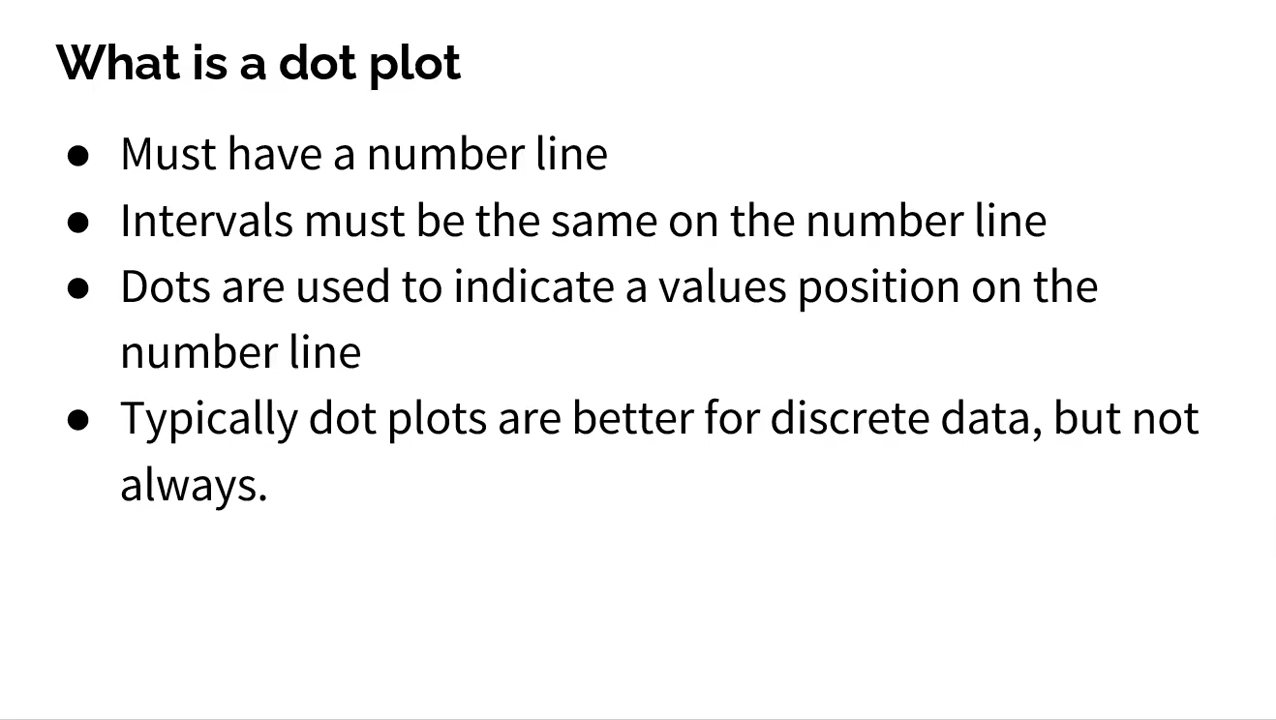 What is a dot plot
● Must have a number line
● Intervals must be the same on the number line
● Dots are used to indicate a values position on the
number line
● Typically dot plots are better for discrete data, but not
always.